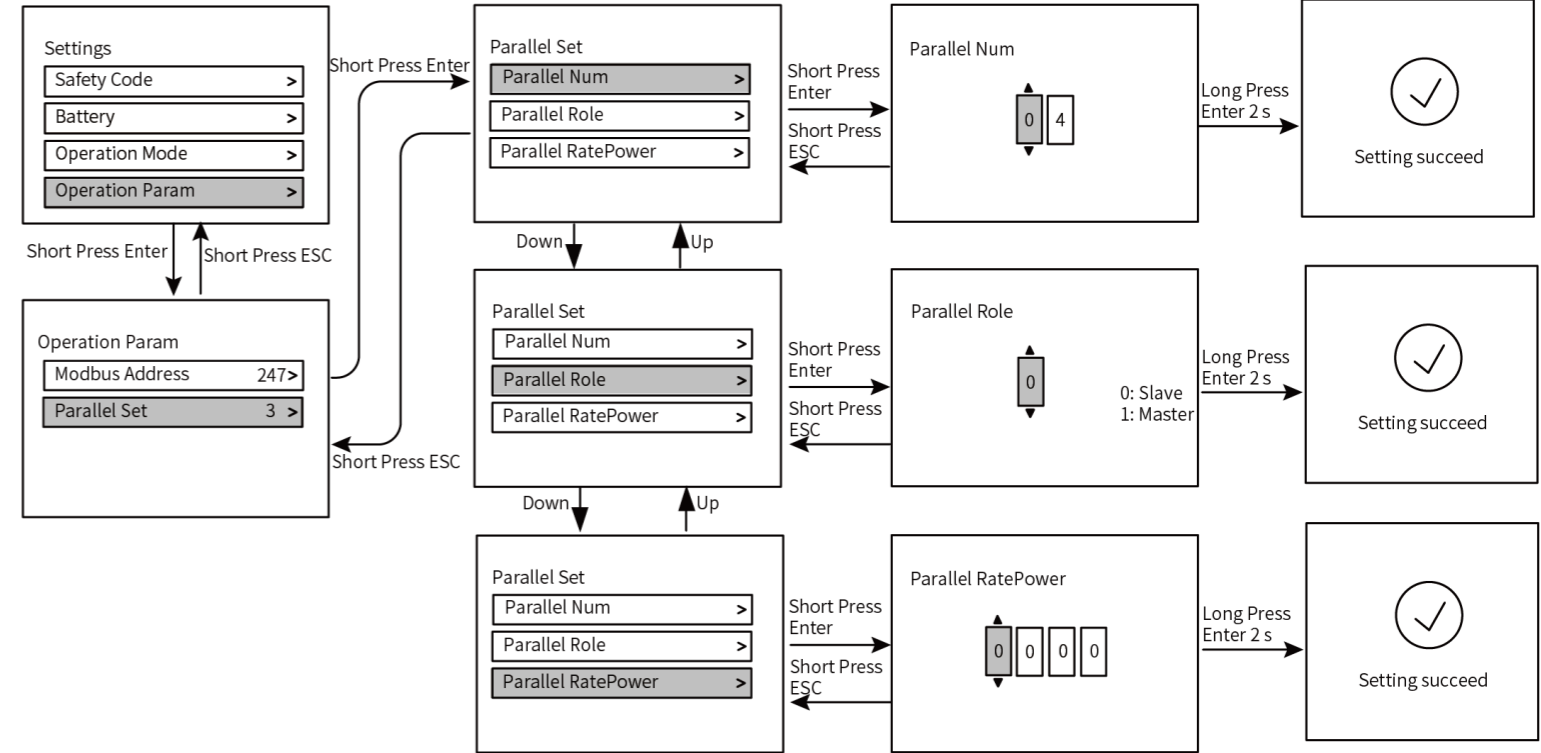 Settings
Safety Code >
Battery >
Operation Mode >
Operation Param >
Short Press Enter
Short Press ESC
Operation Param
Modbus Address 247>
Parallel Set 3 >
Short Press Enter
Short Press ESC
Parallel Set
Parallel Num >
Parallel Role >
Parallel RatePower >
Short Press
Enter
Short Press
ESC
Parallel Num
0 4
Long Press
Enter 2 s
Setting succeed
Down
Up
Parallel Set
Parallel Num >
Parallel Role >
Parallel RatePower >
Short Press
Enter
Short Press
ESC
Parallel Role
0
0: Slave
1: Master
Long Press
Enter 2 s
Setting succeed
Down
Up
Parallel Set
Parallel Num >
Parallel Role >
Parallel RatePower >
Short Press
Enter
Short Press
ESC
Parallel RatePower
0 0 0 0
Long Press
Enter 2 s
Setting succeed